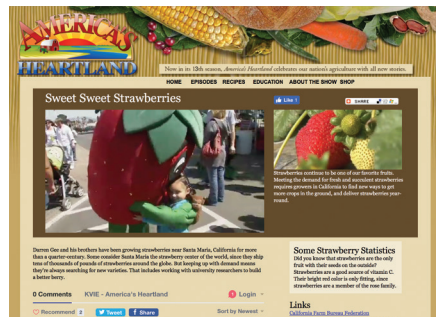 AMERICA'S
HEARTLAND
Now in its 13th season, America's Heartland celebrates our nation's agriculture with all new stories.
HOME EPISODES RECIPES EDUCATION ABOUT THE SHOW SHOP
Sweet Sweet Strawberries
Like 1
SHARE
Strawberries continue to be one of our favorite fruits.
Meeting the demand for fresh and succulent strawberries
requires growers in California to find new ways to get
more crops in the ground, and deliver strawberries year-
round.
Darren Gee and his brothers have been growing strawberries near Santa Maria, California for more
than a quarter-century. Some consider Santa Maria the strawberry center of the world, since they ship
tens of thousands of pounds of strawberries around the globe. But keeping up with demand means
they're always searching for new varieties. That includes working with university researchers to build
a better berry.
Some Strawberry Statistics
Did you know that strawberries are the only
fruit with their seeds on the outside?
Strawberries are a good source of vitamin C.
Their bright red color is only fitting, since
strawberries are a member of the rose family.
0 Comments KVIE - America's Heartland 1 Login
Recommend 2 Tweet f Share Sort by Newest
Links
California Farm Bureau Federation